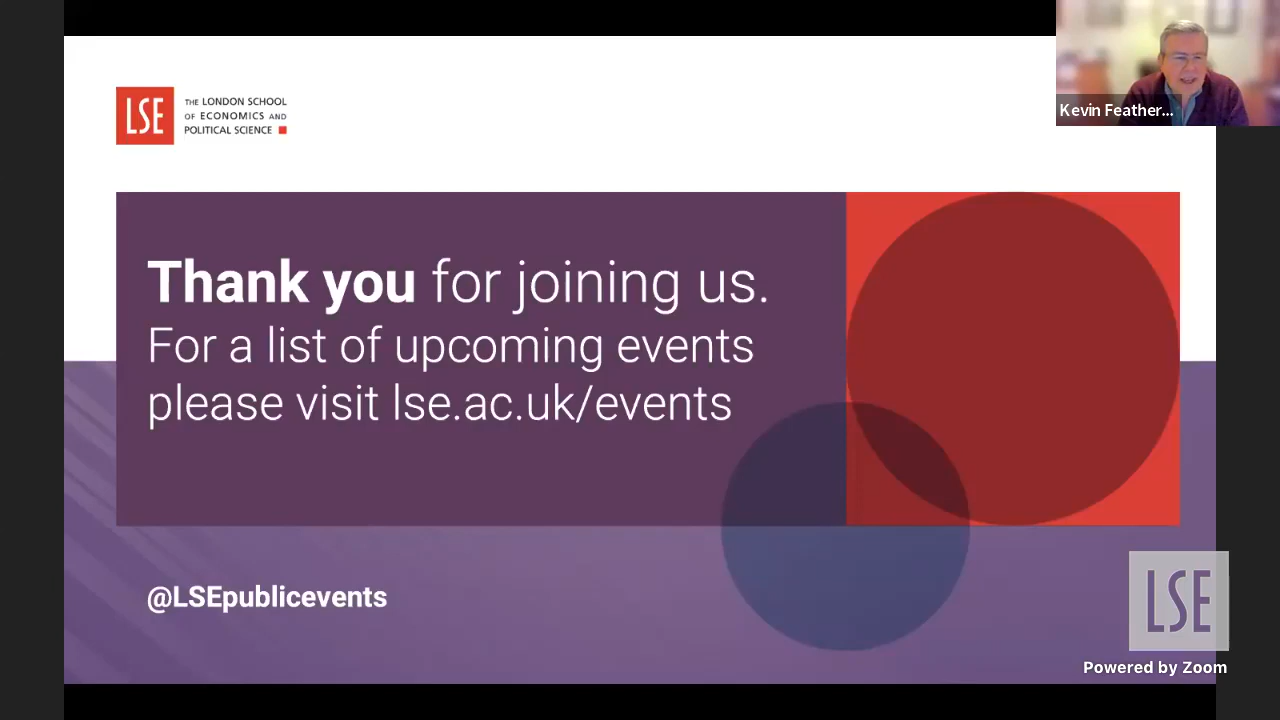 LSE
THE LONDON SCHOOL
OF ECONOMICS AND
POLITICAL SCIENCE
Kevin Feather...
Thank you for joining us.
For a list of upcoming events
please visit lse.ac.uk/events
@LSEpublicevents
LSE
Powered by Zoom